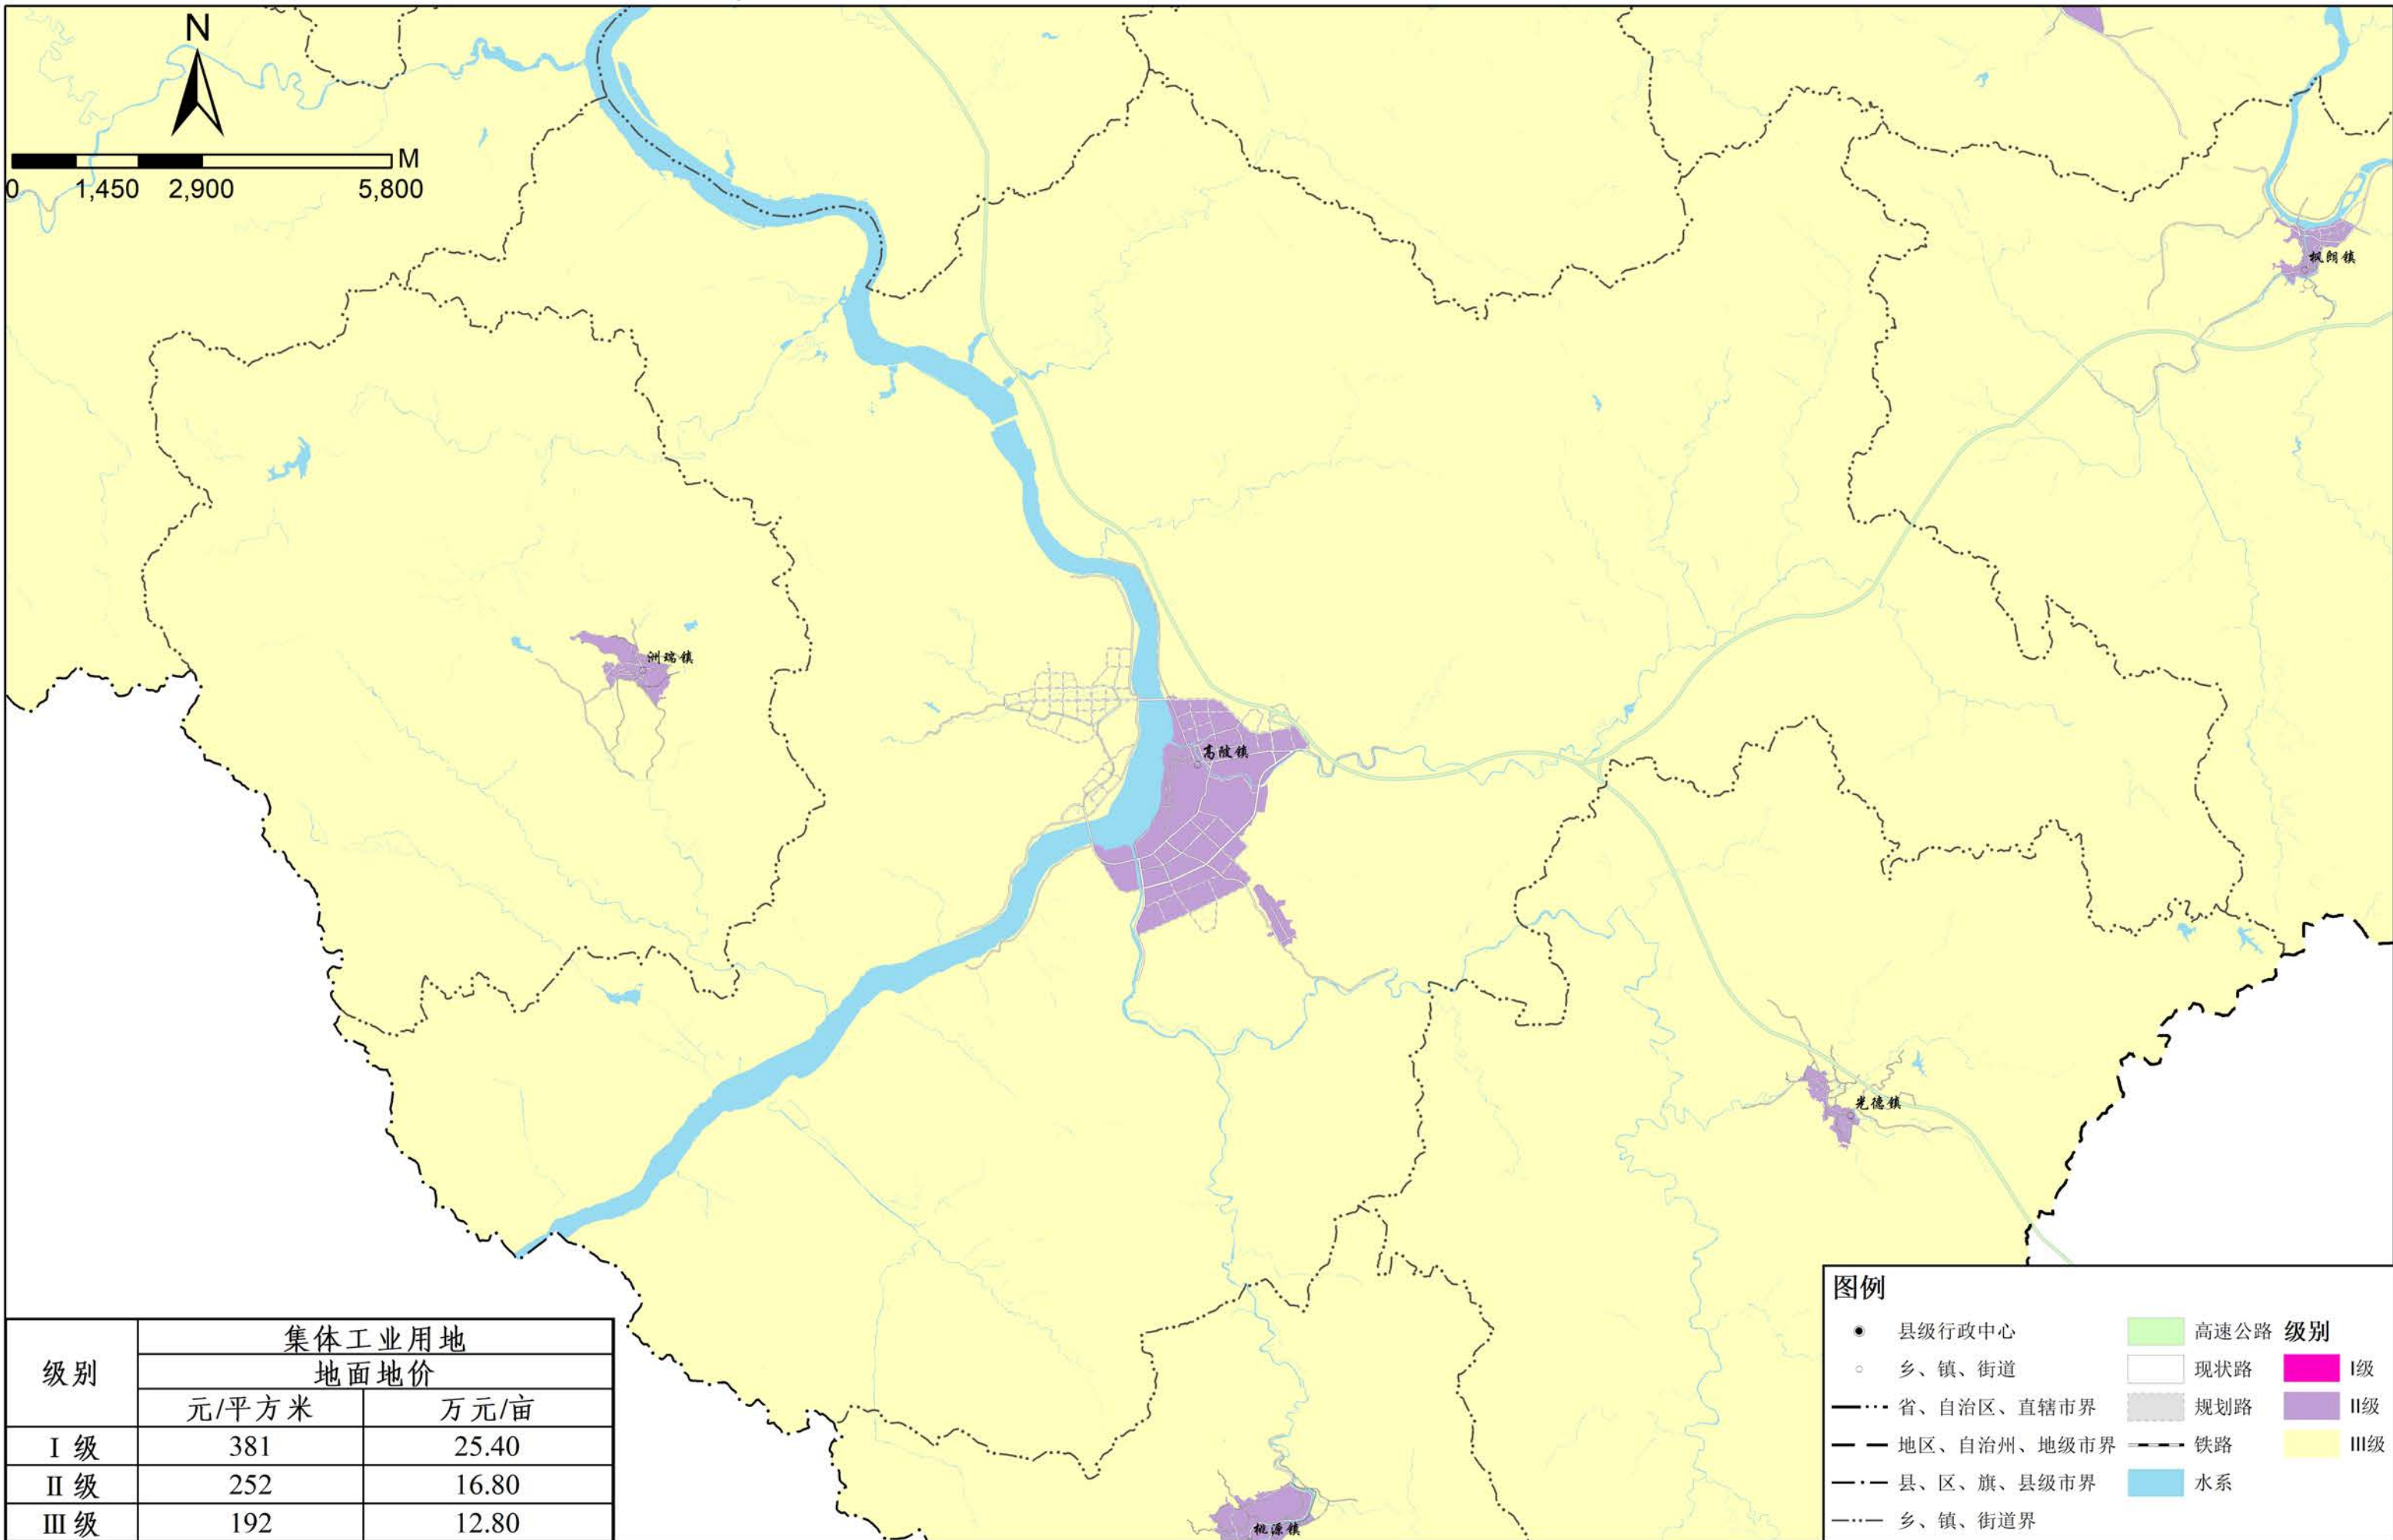 N
M
0 1,450 2,900 5,800
枫朗镇
洲瑞镇
高陂镇
光德镇
桃源镇
级别 集体工业用地
地面地价
元/平方米 万元/亩
I 级 381 25.40
II 级 252 16.80
III 级 192 12.80
图例
县级行政中心 高速公路 级别
乡、镇、街道 现状路 I级
省、自治区、直辖市界 规划路 II级
地区、自治州、地级市界 铁路 III级
县、区、旗、县级市界 水系
乡、镇、街道界